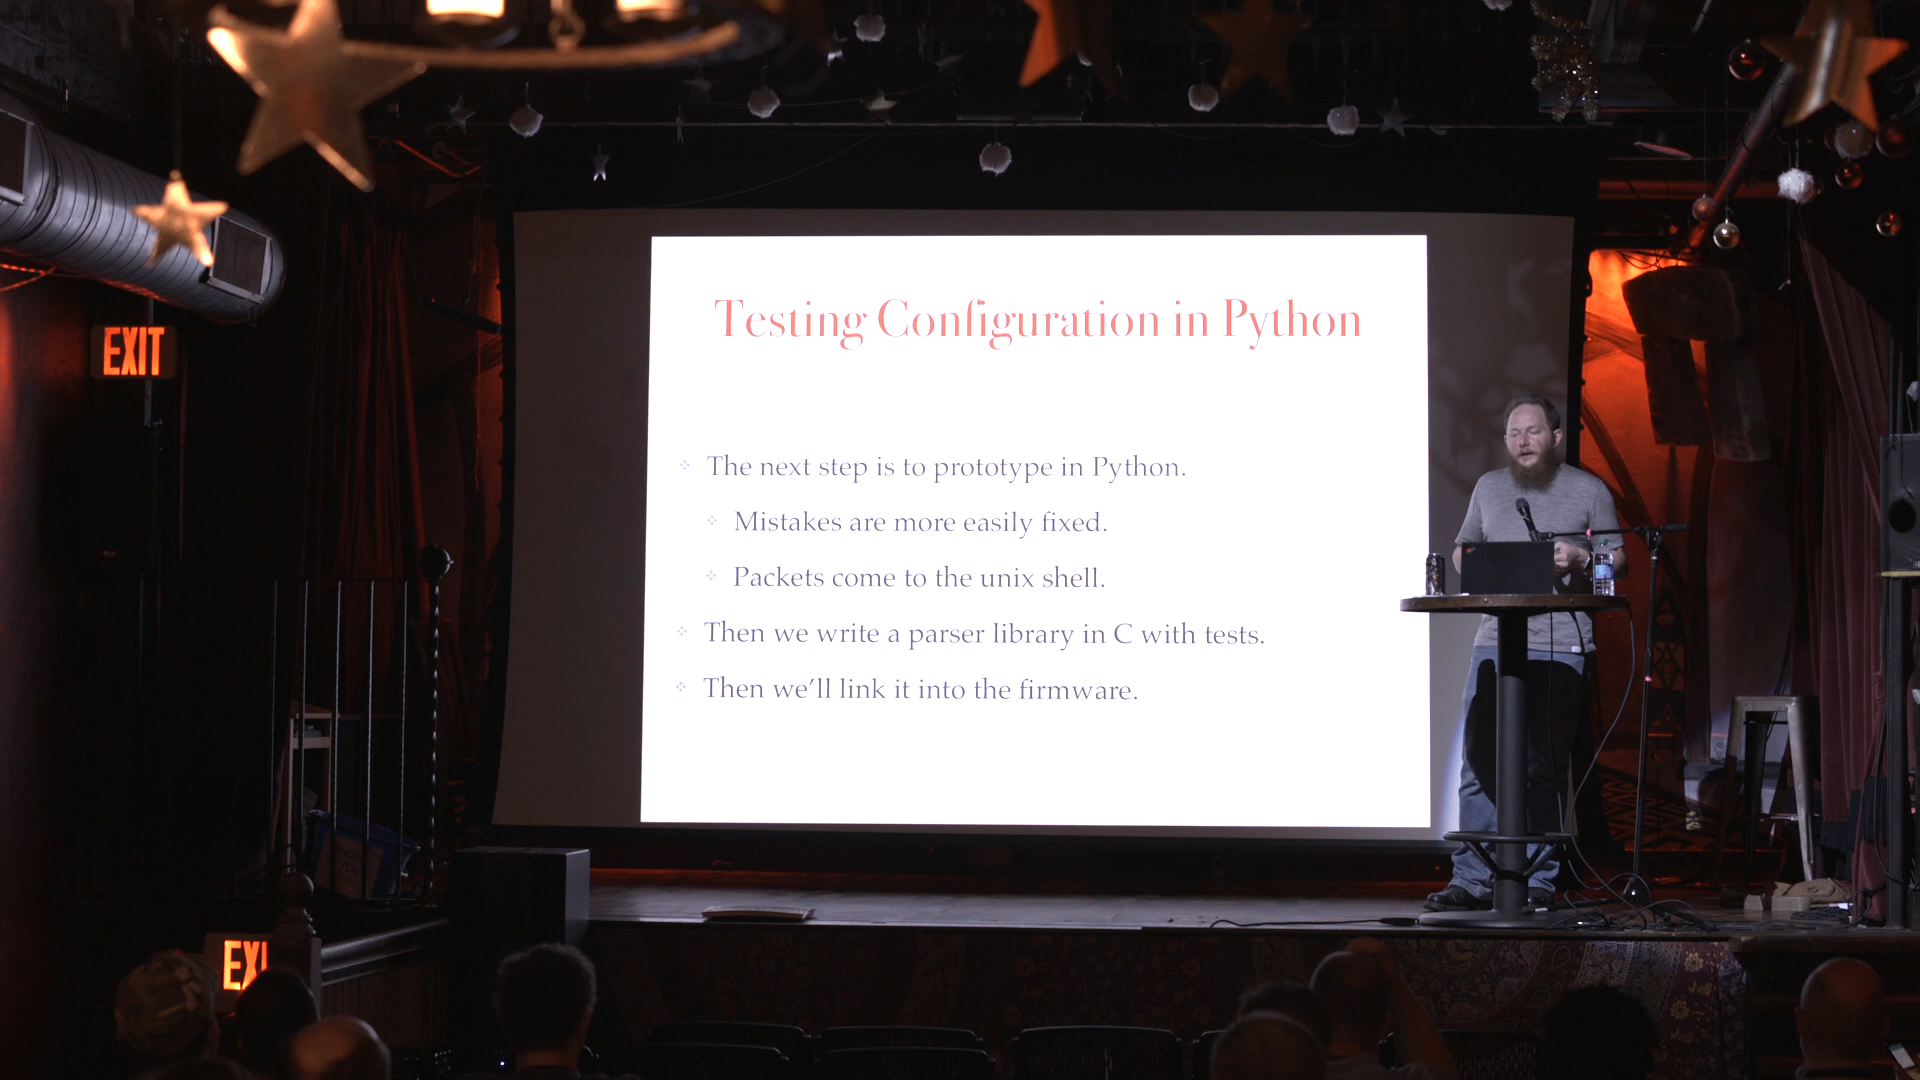 Testing Configuration in Python
The next step is to prototype in Python.
Mistakes are more easily fixed.
Packets come to the unix shell.
Then we write a parser library in C with tests.
Then we’ll link it into the firmware.
EXIT
EXI